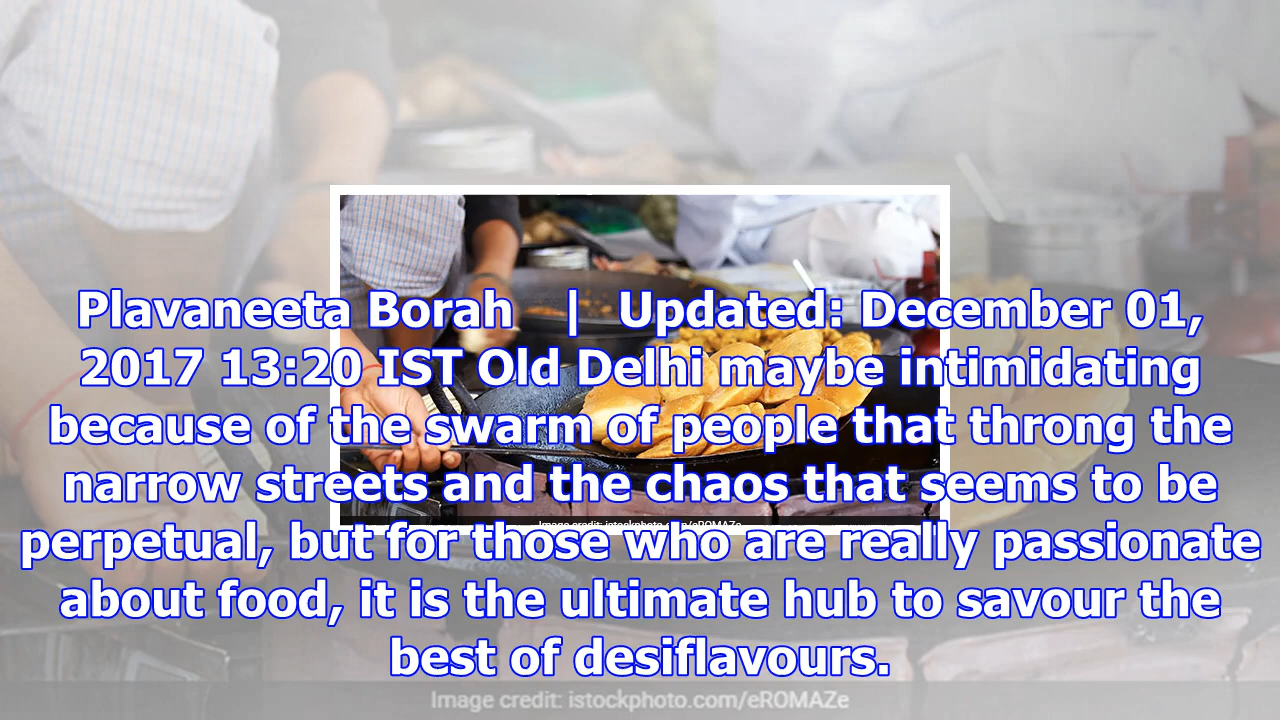 Plavaneeta Borah | Updated: December 01,
2017 13:20 IST Old Delhi maybe intimidating
because of the swarm of people that throng the
narrow streets and the chaos that seems to be
perpetual, but for those who are really passionate
about food, it is the ultimate hub to savour the
best of desiflavours.
Image credit: istockphoto.com/eROMAZe